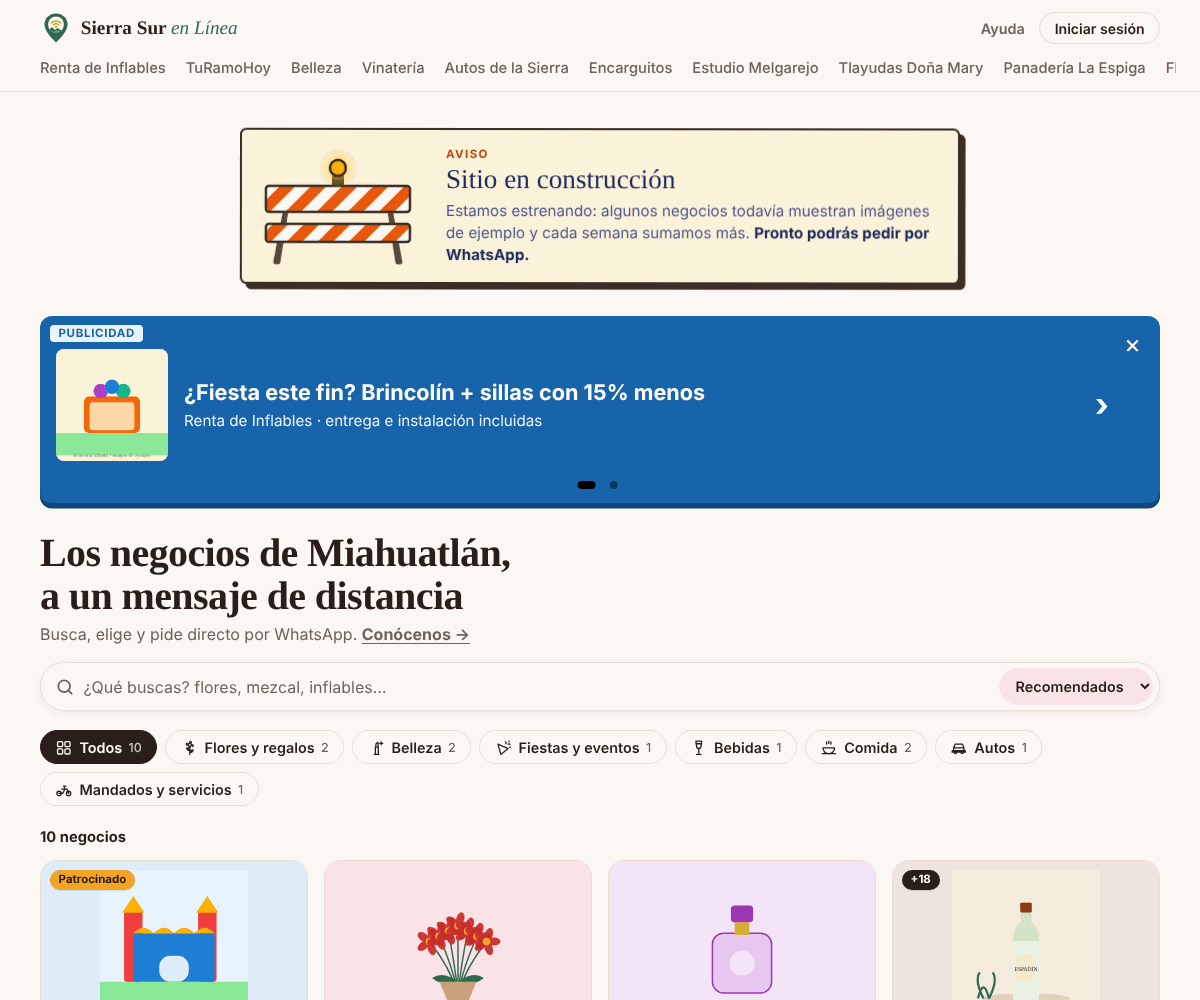 Sierra Sur en Línea
Ayuda
Iniciar sesión
Renta de Inflables
TuRamoHoy
Belleza
Vinatería
Autos de la Sierra
Encarguitos
Estudio Melgarejo
Tlayudas Doña Mary
Panadería La Espiga
AVISO
Sitio en construcción
Estamos estrenando: algunos negocios todavía muestran imágenes
de ejemplo y cada semana sumamos más. Pronto podrás pedir por
WhatsApp.
PUBLICIDAD
¿Fiesta este fin? Brincolín + sillas con 15% menos
Renta de Inflables · entrega e instalación incluidas
Los negocios de Miahuatlán,
a un mensaje de distancia
Busca, elige y pide directo por WhatsApp. Conócenos →
¿Qué buscas? flores, mezcal, inflables...
Recomendados
Todos 10
Flores y regalos 2
Belleza 2
Fiestas y eventos 1
Bebidas 1
Comida 2
Autos 1
Mandados y servicios 1
10 negocios
Patrocinado
+18
ESPADÍN